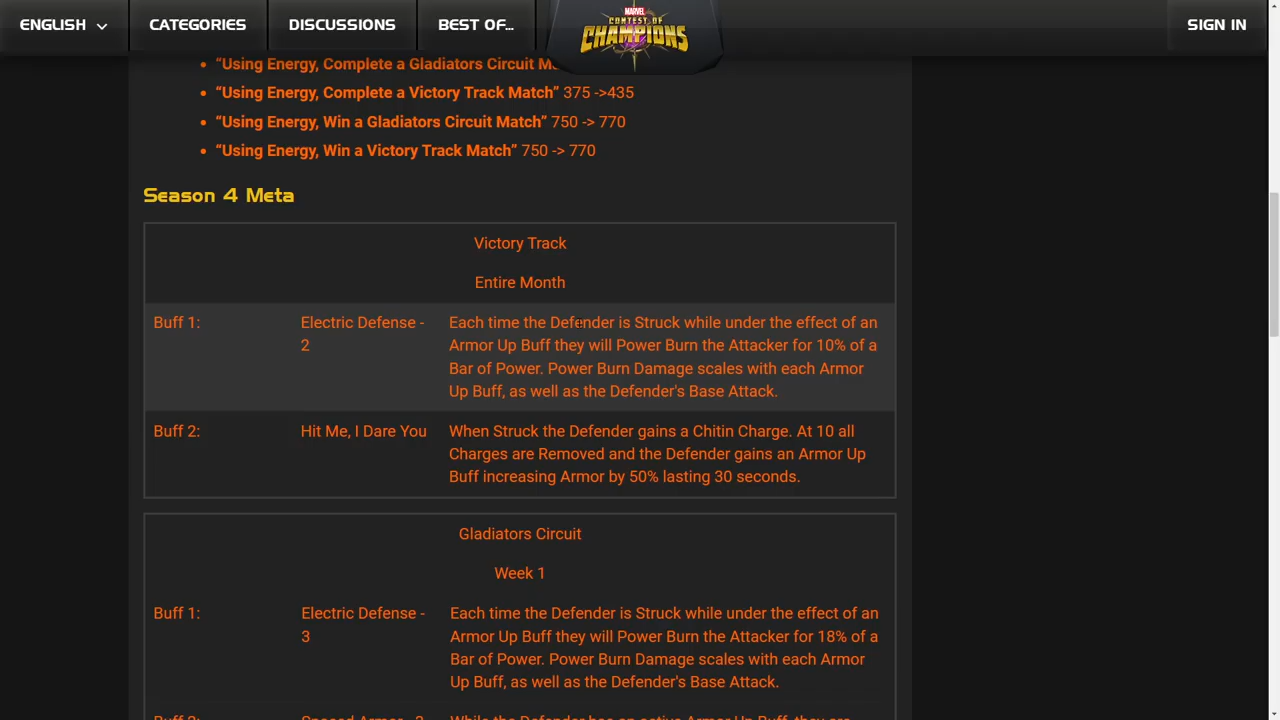 ENGLISH CATEGORIES DISCUSSIONS BEST OF... MARVEL CONTEST OF CHAMPIONS SIGN IN
• “Using Energy, Complete a Gladiators Circuit
• “Using Energy, Complete a Victory Track Match” 375 ->435
• “Using Energy, Win a Gladiators Circuit Match” 750 -> 770
• “Using Energy, Win a Victory Track Match” 750 -> 770
Season 4 Meta
Victory Track
Entire Month
Buff 1: Electric Defense - Each time the Defender is Struck while under the effect of an
2 Armor Up Buff they will Power Burn the Attacker for 10% of a
Bar of Power. Power Burn Damage scales with each Armor
Up Buff, as well as the Defender's Base Attack.
Buff 2: Hit Me, I Dare You When Struck the Defender gains a Chitin Charge. At 10 all
Charges are Removed and the Defender gains an Armor Up
Buff increasing Armor by 50% lasting 30 seconds.
Gladiators Circuit
Week 1
Buff 1: Electric Defense - Each time the Defender is Struck while under the effect of an
3 Armor Up Buff they will Power Burn the Attacker for 18% of a
Bar of Power. Power Burn Damage scales with each Armor
Up Buff, as well as the Defender's Base Attack.